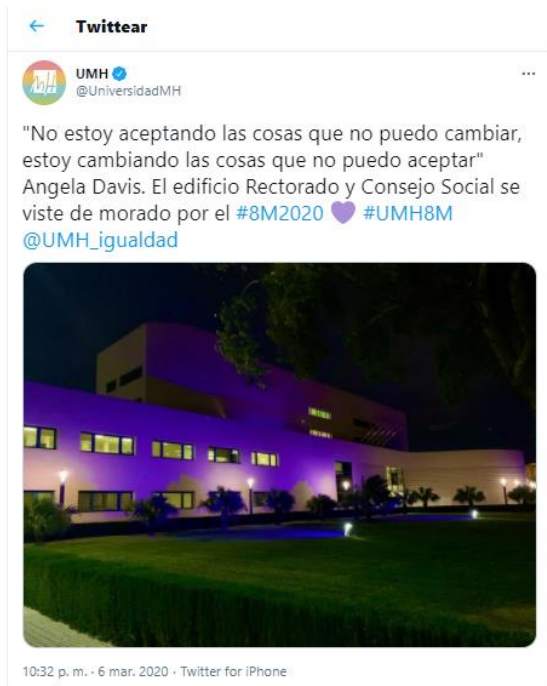 ← Twittear
UMH
@UniversidadMH
"No estoy aceptando las cosas que no puedo cambiar,
estoy cambiando las cosas que no puedo aceptar"
Angela Davis. El edificio Rectorado y Consejo Social se
viste de morado por el #8M2020 💜 #UMH8M
@UMH_igualdad
10:32 p. m. · 6 mar. 2020 · Twitter for iPhone